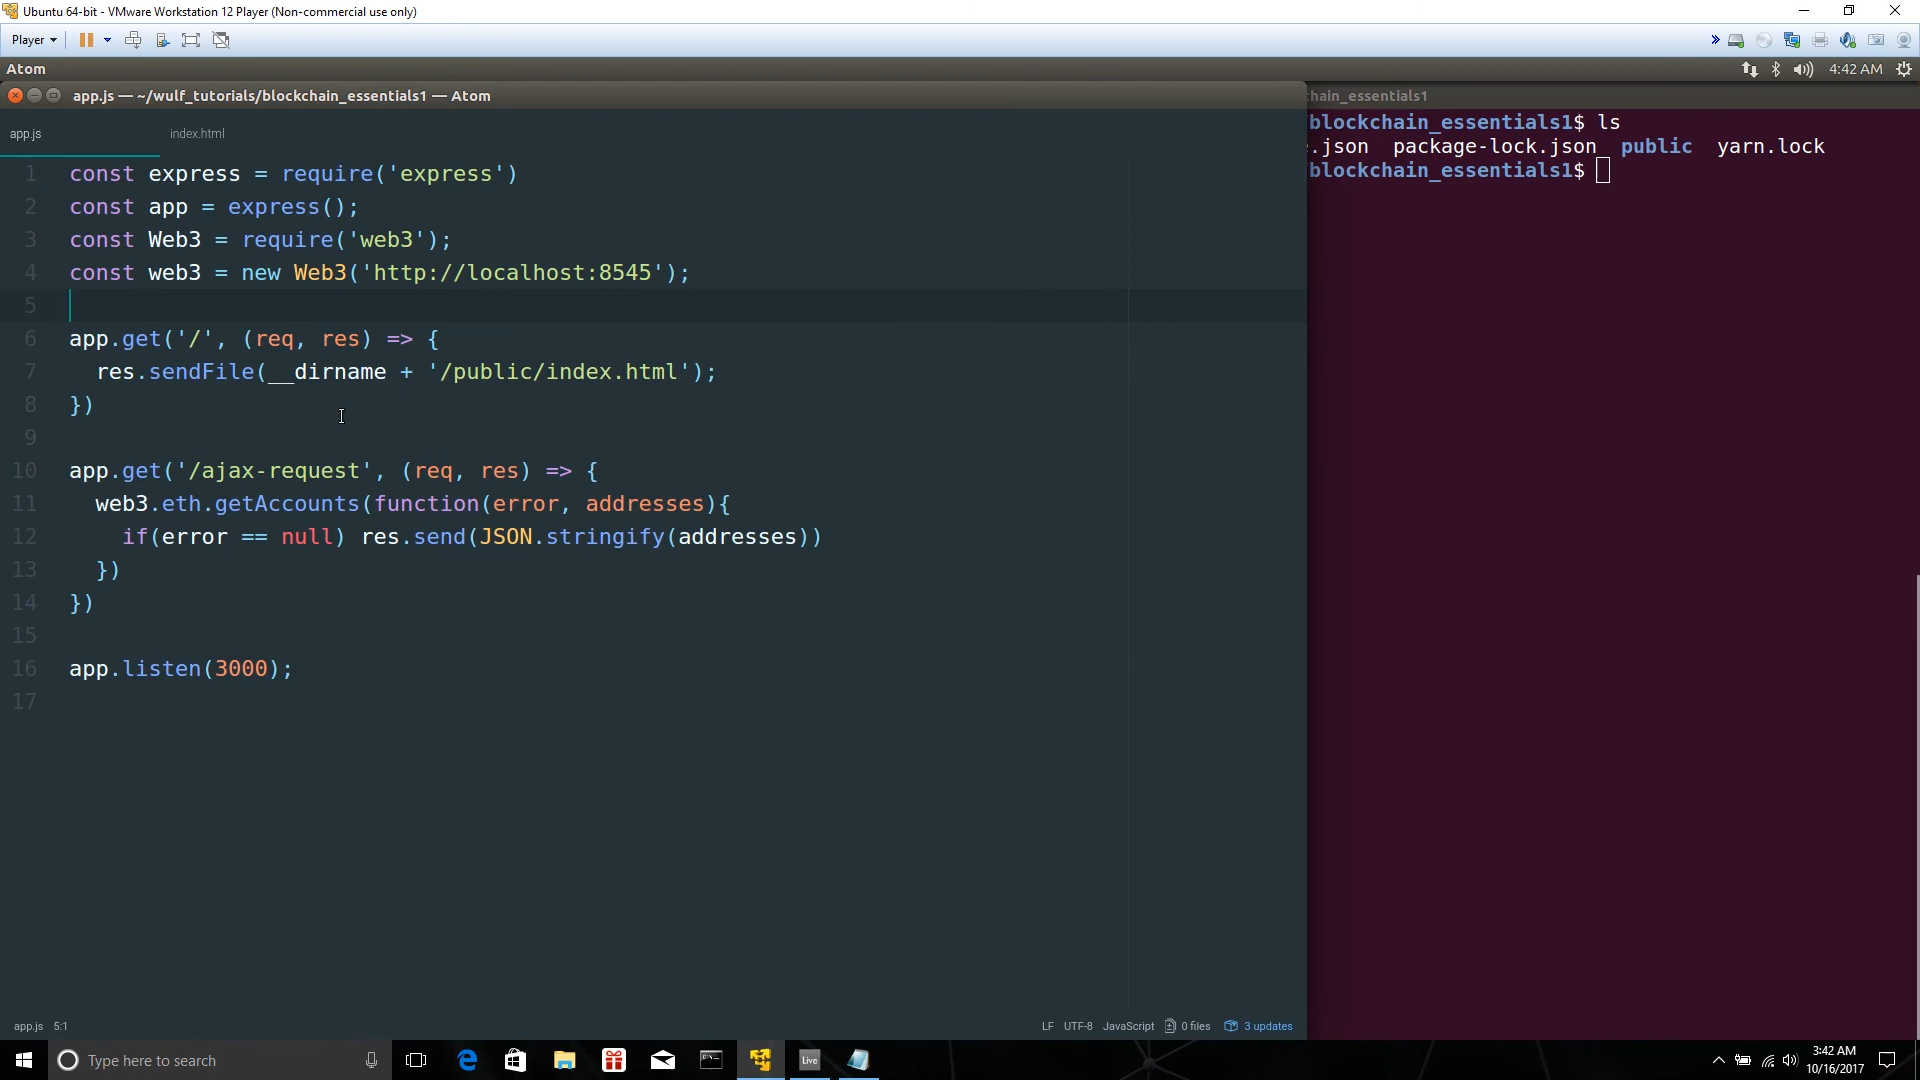 Ubuntu 64-bit - VMware Workstation 12 Player (Non-commercial use only)
Player
Atom
4:42 AM
app.js — ~/wulf_tutorials/blockchain_essentials1 — Atom
chain_essentials1
app.js
index.html
1 const express = require('express')
2 const app = express();
3 const Web3 = require('web3');
4 const web3 = new Web3('http://localhost:8545');
5
6 app.get('/', (req, res) => {
7 res.sendFile(__dirname + '/public/index.html');
8 })
9
10 app.get('/ajax-request', (req, res) => {
11 web3.eth.getAccounts(function(error, addresses){
12 if(error == null) res.send(JSON.stringify(addresses))
13 })
14 })
15
16 app.listen(3000);
17
/blockchain_essentials1$ ls
.json package-lock.json public yarn.lock
/blockchain_essentials1$
app.js 5:1
LF UTF-8 JavaScript 0 files 3 updates
Type here to search
Live
3:42 AM
10/16/2017